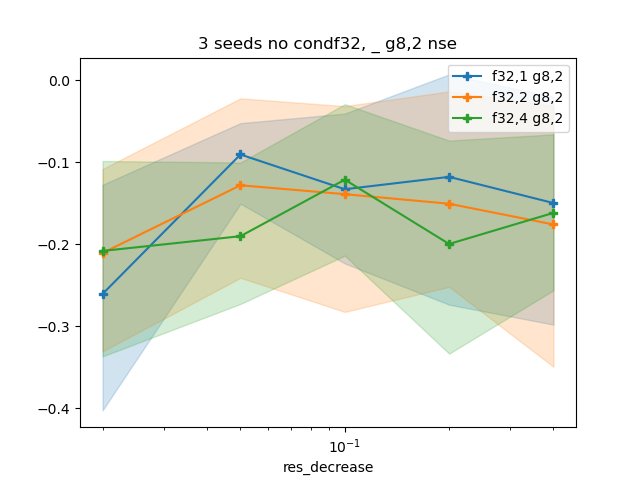 3 seeds no condf32, _ g8,2 nse
f32,1 g8,2
f32,2 g8,2
f32,4 g8,2
0.0
−0.1
−0.2
−0.3
−0.4
10⁻¹
res_decrease